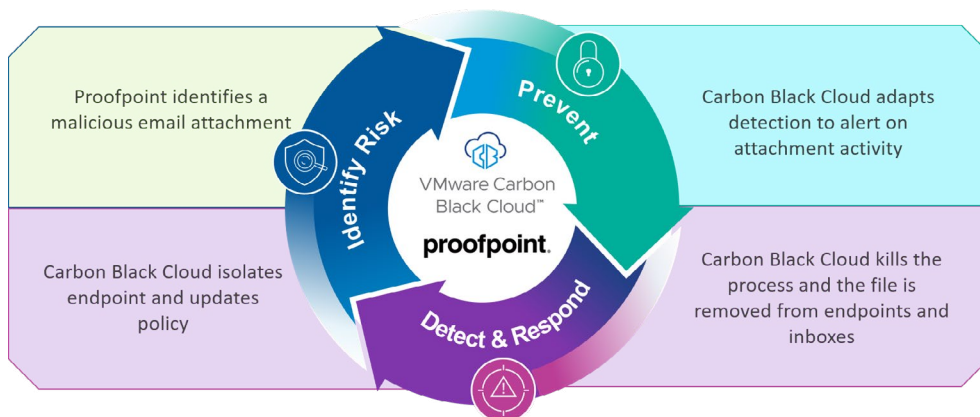 Proofpoint identifies a
malicious email attachment
Identify Risk
Prevent
Carbon Black Cloud adapts
detection to alert on
attachment activity
VMware Carbon
Black Cloud™
proofpoint.
Carbon Black Cloud isolates
endpoint and updates
policy
Detect & Respond
Carbon Black Cloud kills the
process and the file is
removed from endpoints and
inboxes